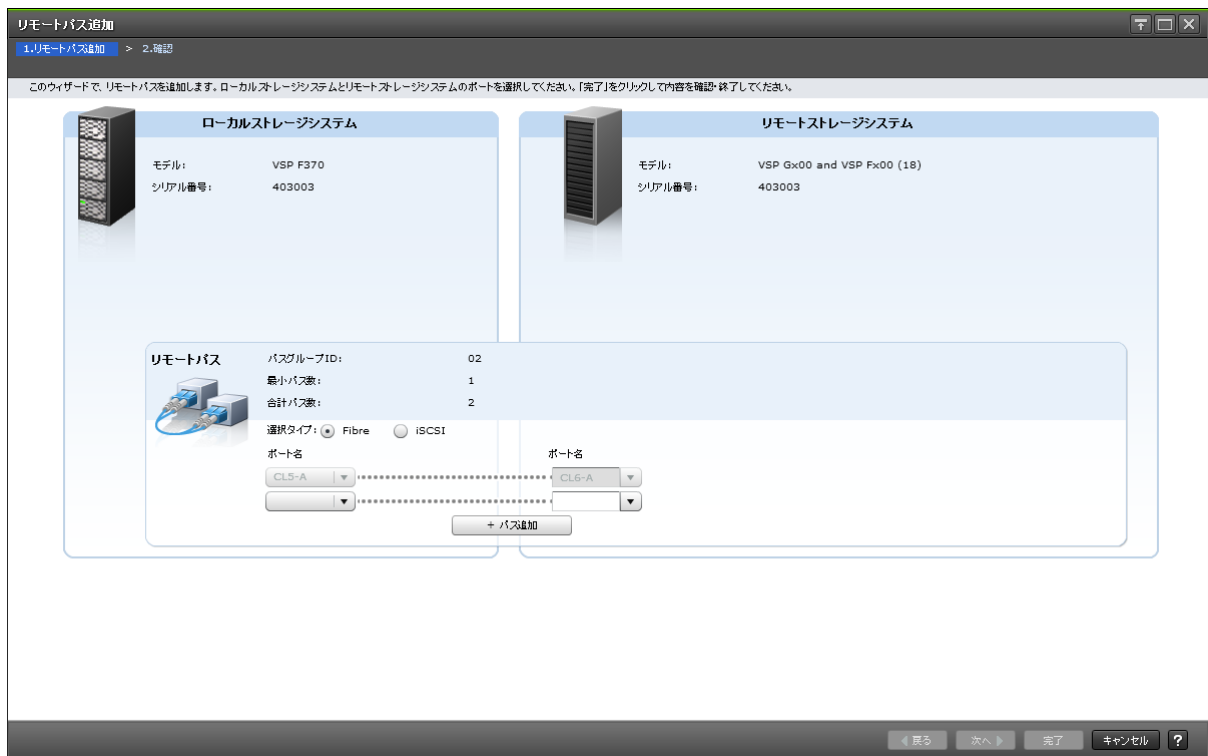 リモートパス追加
1.リモートパス追加 > 2.確認
このウィザードで、リモートパスを追加します。ローカルストレージシステムとリモートストレージシステムのポートを選択してください。「完了」をクリックして内容を確認・終了してください。
ローカルストレージシステム
モデル: VSP F370
シリアル番号: 403003
リモートストレージシステム
モデル: VSP Gx00 and VSP Fx00 (18)
シリアル番号: 403003
リモートパス
パスグループID: 02
最小パス数: 1
合計パス数: 2
選択タイプ: Fibre iSCSI
ポート名 ポート名
CL5-A CL6-A
+ パス追加
戻る 次へ 完了 キャンセル ?